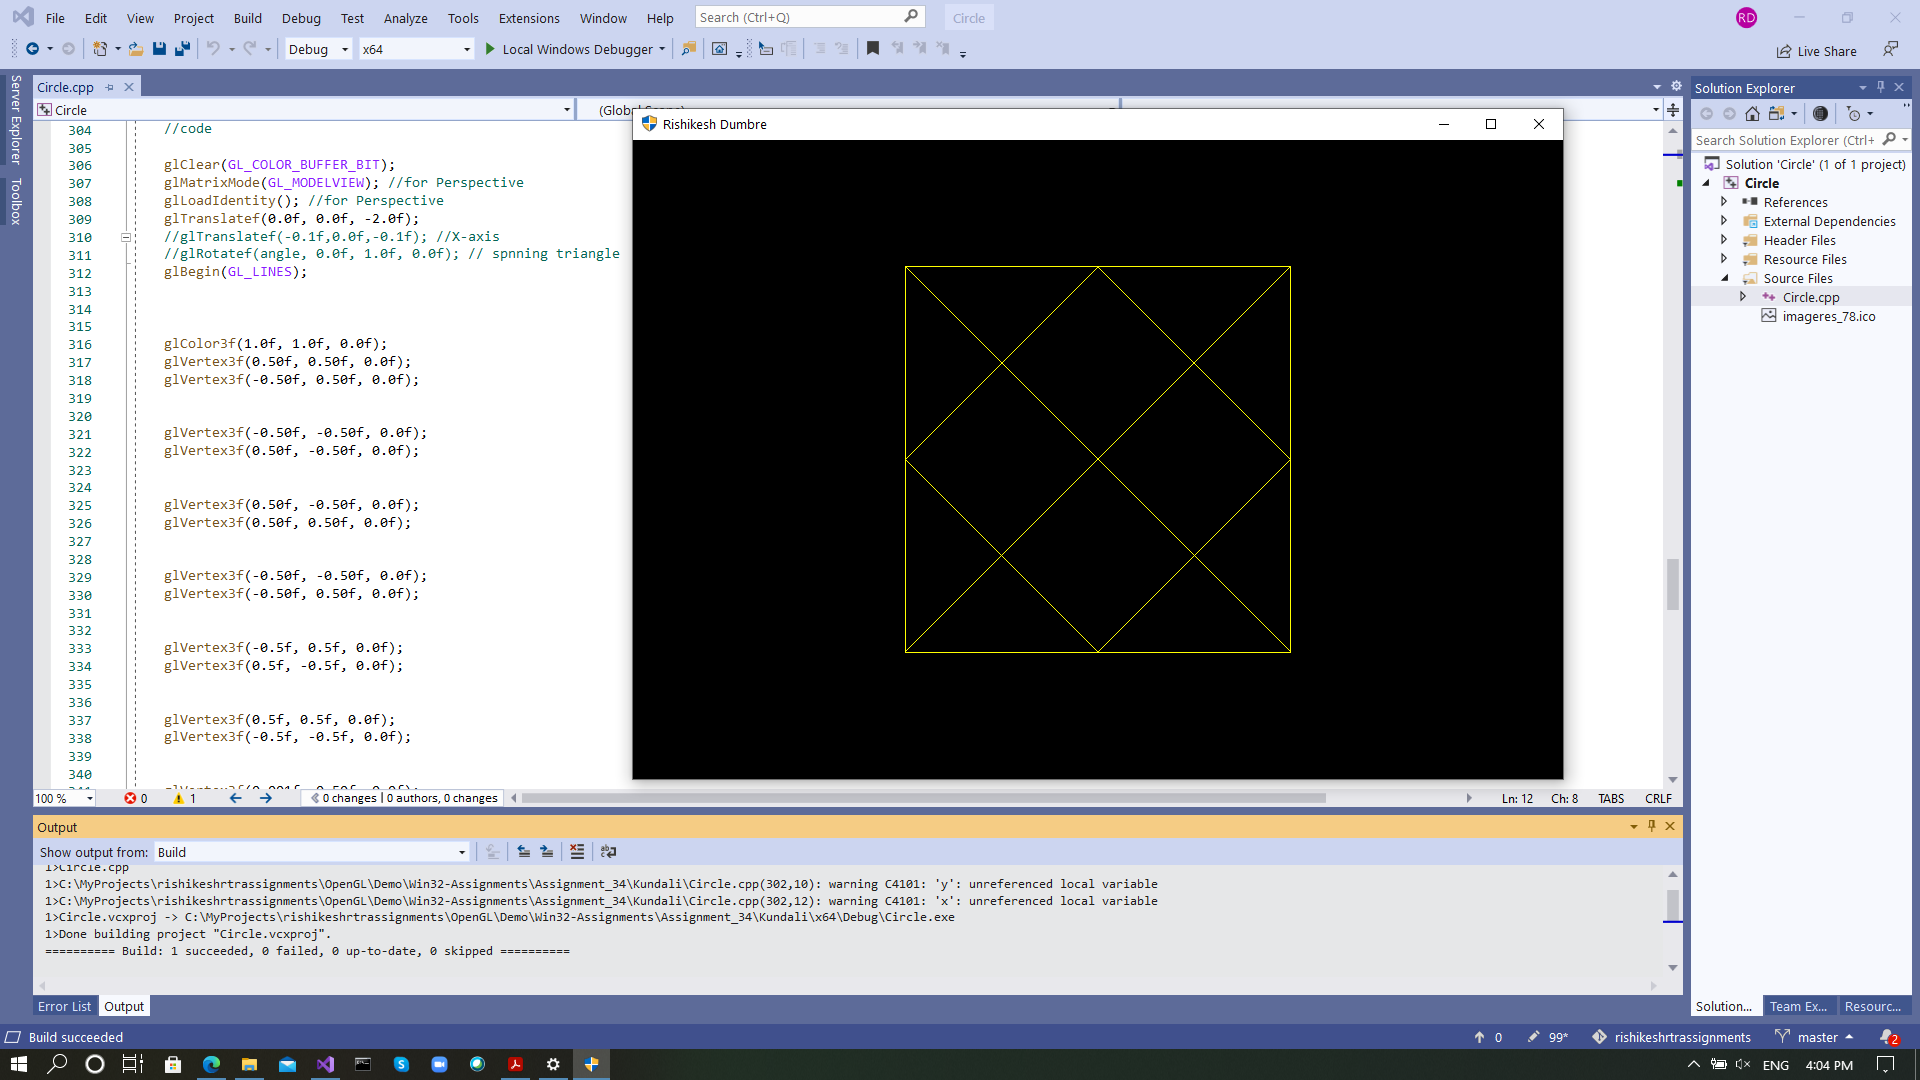 File Edit View Project Build Debug Test Analyze Tools Extensions Window Help Search (Ctrl+Q) Circle RD
Debug x64 Local Windows Debugger Live Share
Server Explorer
Toolbox
Circle.cpp
Circle
304 //code
305
306 glClear(GL_COLOR_BUFFER_BIT);
307 glMatrixMode(GL_MODELVIEW); //for Perspective
308 glLoadIdentity(); //for Perspective
309 glTranslatef(0.0f, 0.0f, -2.0f);
310 //glTranslatef(-0.1f,0.0f,-0.1f); //X-axis
311 //glRotatef(angle, 0.0f, 1.0f, 0.0f); // spnning triangle
312 glBegin(GL_LINES);
313
314
315
316 glColor3f(1.0f, 1.0f, 0.0f);
317 glVertex3f(0.50f, 0.50f, 0.0f);
318 glVertex3f(-0.50f, 0.50f, 0.0f);
319
320
321 glVertex3f(-0.50f, -0.50f, 0.0f);
322 glVertex3f(0.50f, -0.50f, 0.0f);
323
324
325 glVertex3f(0.50f, -0.50f, 0.0f);
326 glVertex3f(0.50f, 0.50f, 0.0f);
327
328
329 glVertex3f(-0.50f, -0.50f, 0.0f);
330 glVertex3f(-0.50f, 0.50f, 0.0f);
331
332
333 glVertex3f(-0.5f, 0.5f, 0.0f);
334 glVertex3f(0.5f, -0.5f, 0.0f);
335
336
337 glVertex3f(0.5f, 0.5f, 0.0f);
338 glVertex3f(-0.5f, -0.5f, 0.0f);
339
340
Rishikesh Dumbre
100 % 0 1 0 changes | 0 authors, 0 changes Ln: 12 Ch: 8 TABS CRLF
Output
Show output from: Build
1>Circle.cpp
1>C:\MyProjects\rishikeshrtrassignments\OpenGL\Demo\Win32-Assignments\Assignment_34\Kundali\Circle.cpp(302,10): warning C4101: 'y': unreferenced local variable
1>C:\MyProjects\rishikeshrtrassignments\OpenGL\Demo\Win32-Assignments\Assignment_34\Kundali\Circle.cpp(302,12): warning C4101: 'x': unreferenced local variable
1>Circle.vcxproj -> C:\MyProjects\rishikeshrtrassignments\OpenGL\Demo\Win32-Assignments\Assignment_34\Kundali\x64\Debug\Circle.exe
1>Done building project "Circle.vcxproj".
========== Build: 1 succeeded, 0 failed, 0 up-to-date, 0 skipped ==========
Error List Output
Solution Explorer
Search Solution Explorer (Ctrl+
Solution 'Circle' (1 of 1 project)
Circle
References
External Dependencies
Header Files
Resource Files
Source Files
Circle.cpp
imageres_78.ico
Solution... Team Ex... Resourc...
Build succeeded 0 99* rishikeshrtrassignments master 2
ENG 4:04 PM